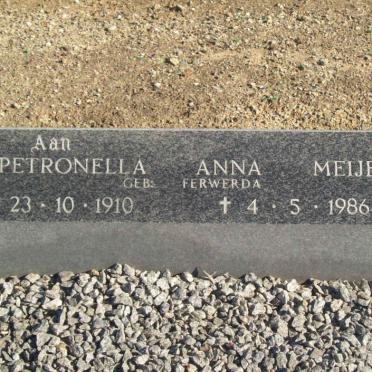 Aan
PETRONELLA ANNA MEIJE
GEB: FERWERDA
23 · 10 · 1910 † 4 · 5 · 1986